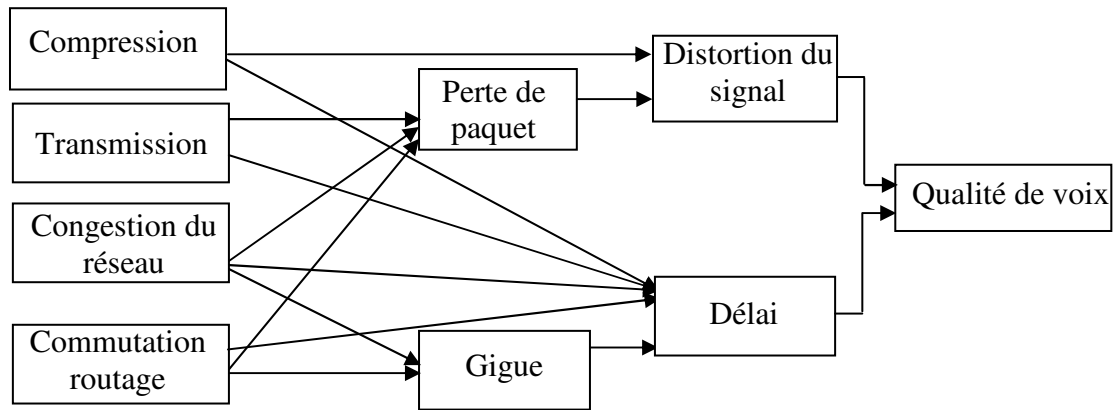 Compression
Distortion du
signal
Perte de
paquet
Transmission
Qualité de voix
Congestion du
réseau
Délai
Commutation
routage
Gigue